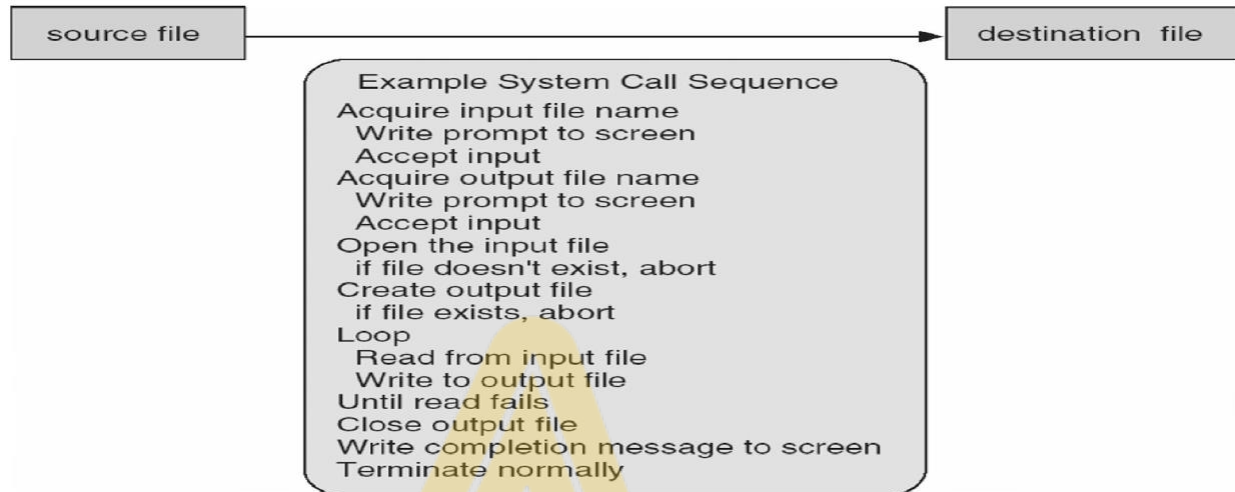 source file
destination file
Example System Call Sequence
Acquire input file name
Write prompt to screen
Accept input
Acquire output file name
Write prompt to screen
Accept input
Open the input file
if file doesn't exist, abort
Create output file
if file exists, abort
Loop
Read from input file
Write to output file
Until read fails
Close output file
Write completion message to screen
Terminate normally